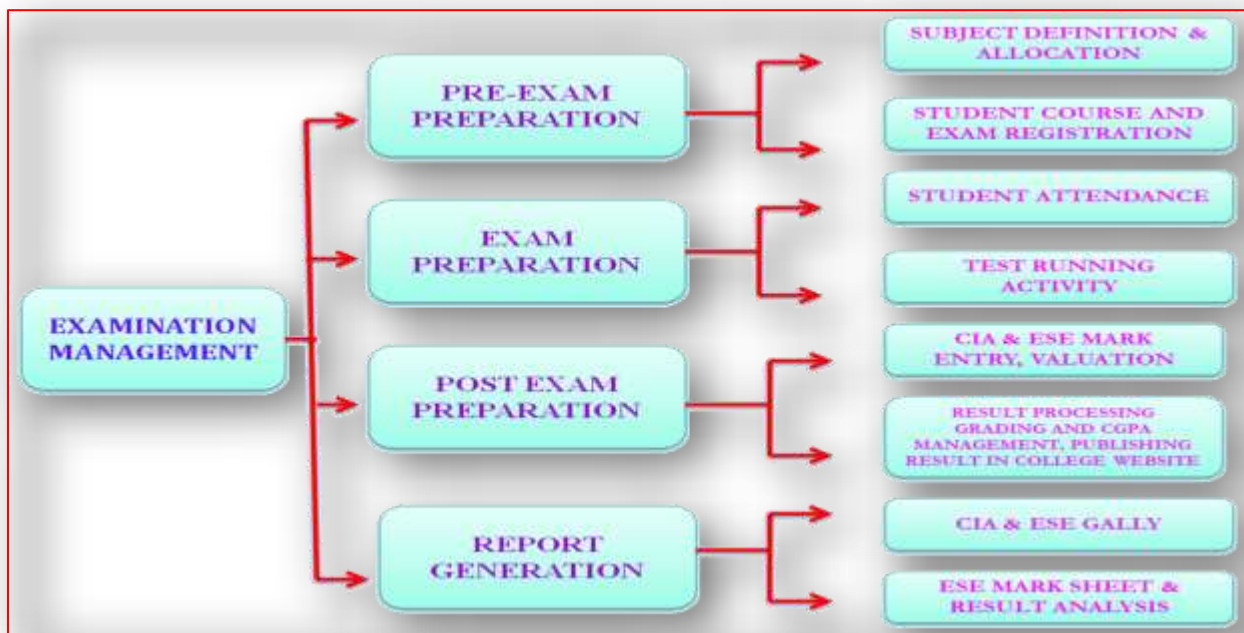 EXAMINATION
MANAGEMENT
PRE-EXAM
PREPARATION
SUBJECT DEFINITION &
ALLOCATION
STUDENT COURSE AND
EXAM REGISTRATION
EXAM
PREPARATION
STUDENT ATTENDANCE
TEST RUNNING
ACTIVITY
POST EXAM
PREPARATION
CIA & ESE MARK
ENTRY, VALUATION
RESULT PROCESSING
GRADING AND CGPA
MANAGEMENT, PUBLISHING
RESULT IN COLLEGE WEBSITE
REPORT
GENERATION
CIA & ESE GALLY
ESE MARK SHEET &
RESULT ANALYSIS